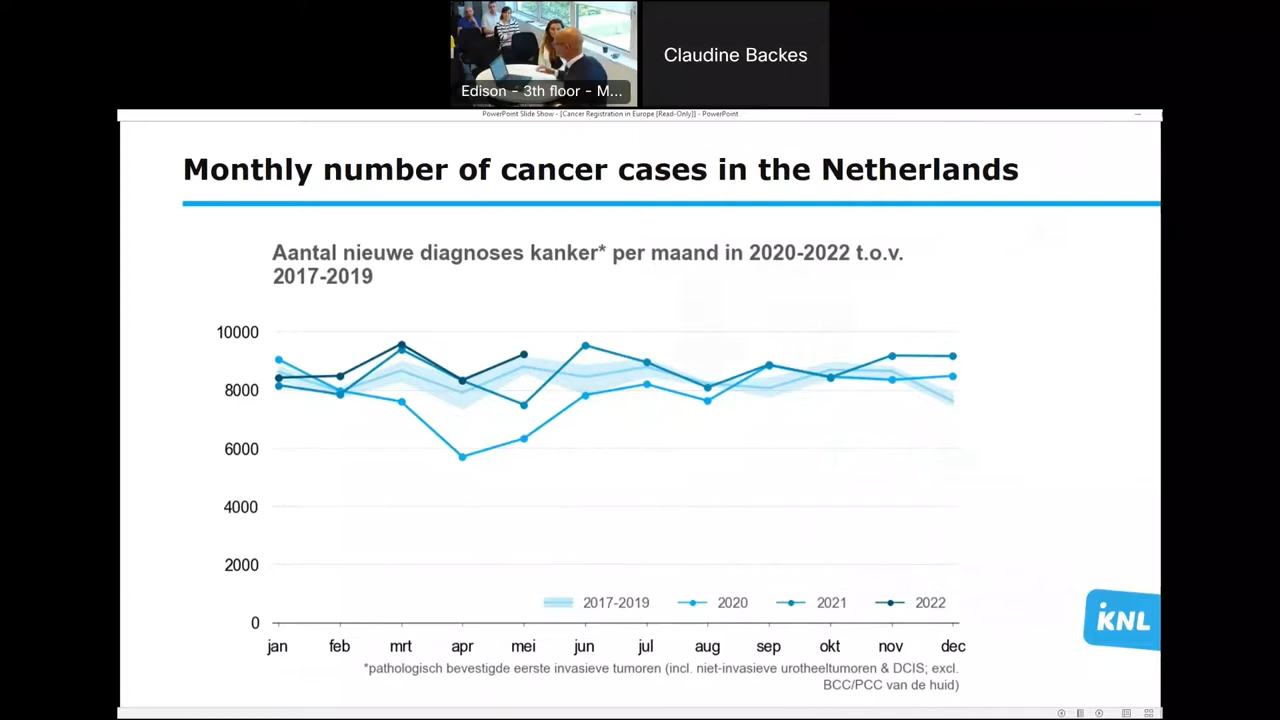 Claudine Backes
Edison - 3th floor - M...
PowerPoint Slide Show - [Cancer Registration in Europe [Read-Only]] - PowerPoint
Monthly number of cancer cases in the Netherlands
Aantal nieuwe diagnoses kanker* per maand in 2020-2022 t.o.v.
2017-2019
10000
8000
6000
4000
2000
0
2017-2019 2020 2021 2022
jan feb mrt apr mei jun jul aug sep okt nov dec
*pathologisch bevestigde eerste invasieve tumoren (incl. niet-invasieve urotheeltumoren & DCIS; excl.
BCC/PCC van de huid)
iKNL